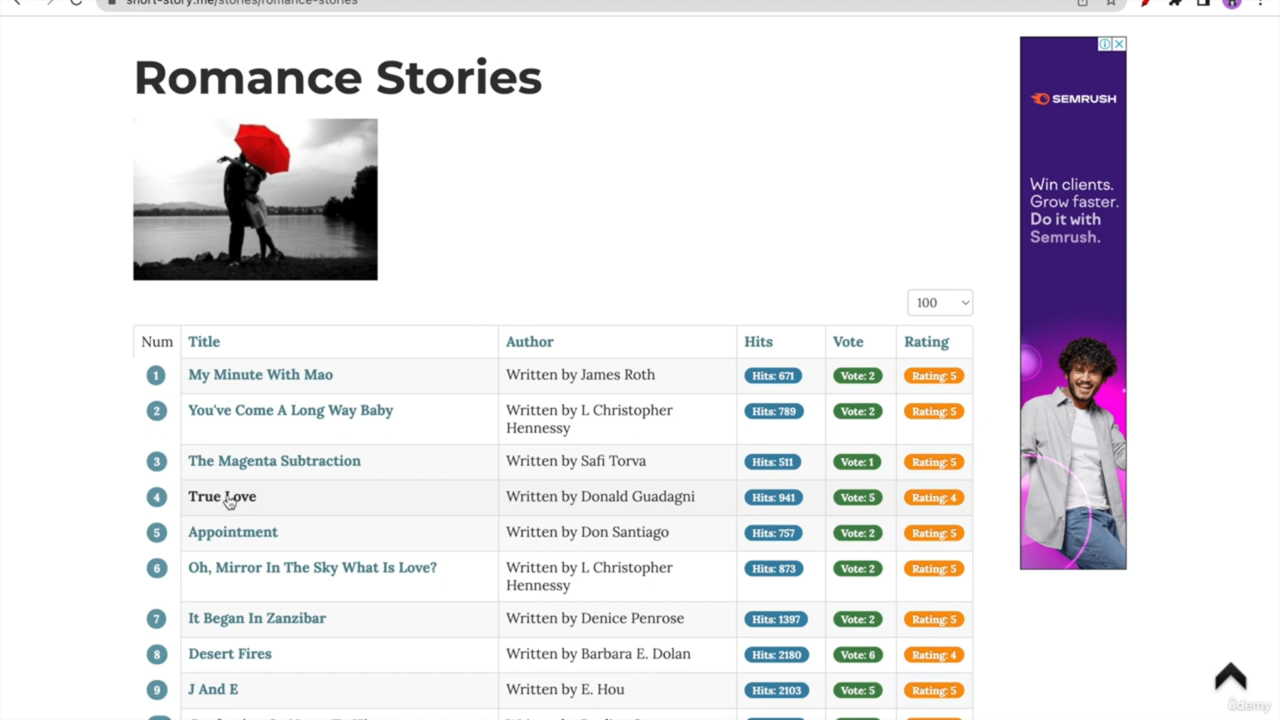 short-story.me/stories/romance-stories
Romance Stories
SEMRUSH
Win clients.
Grow faster.
Do it with
Semrush.
100
Num Title Author Hits Vote Rating
1 My Minute With Mao Written by James Roth Hits: 671 Vote: 2 Rating: 5
2 You've Come A Long Way Baby Written by L Christopher Hits: 789 Vote: 2 Rating: 5
Hennessy
3 The Magenta Subtraction Written by Safi Torva Hits: 511 Vote: 1 Rating: 5
4 True Love Written by Donald Guadagni Hits: 941 Vote: 5 Rating: 4
5 Appointment Written by Don Santiago Hits: 757 Vote: 2 Rating: 5
6 Oh, Mirror In The Sky What Is Love? Written by L Christopher Hits: 873 Vote: 2 Rating: 5
Hennessy
7 It Began In Zanzibar Written by Denice Penrose Hits: 1397 Vote: 2 Rating: 5
8 Desert Fires Written by Barbara E. Dolan Hits: 2180 Vote: 6 Rating: 4
9 J And E Written by E. Hou Hits: 2103 Vote: 5 Rating: 5
ûdemy